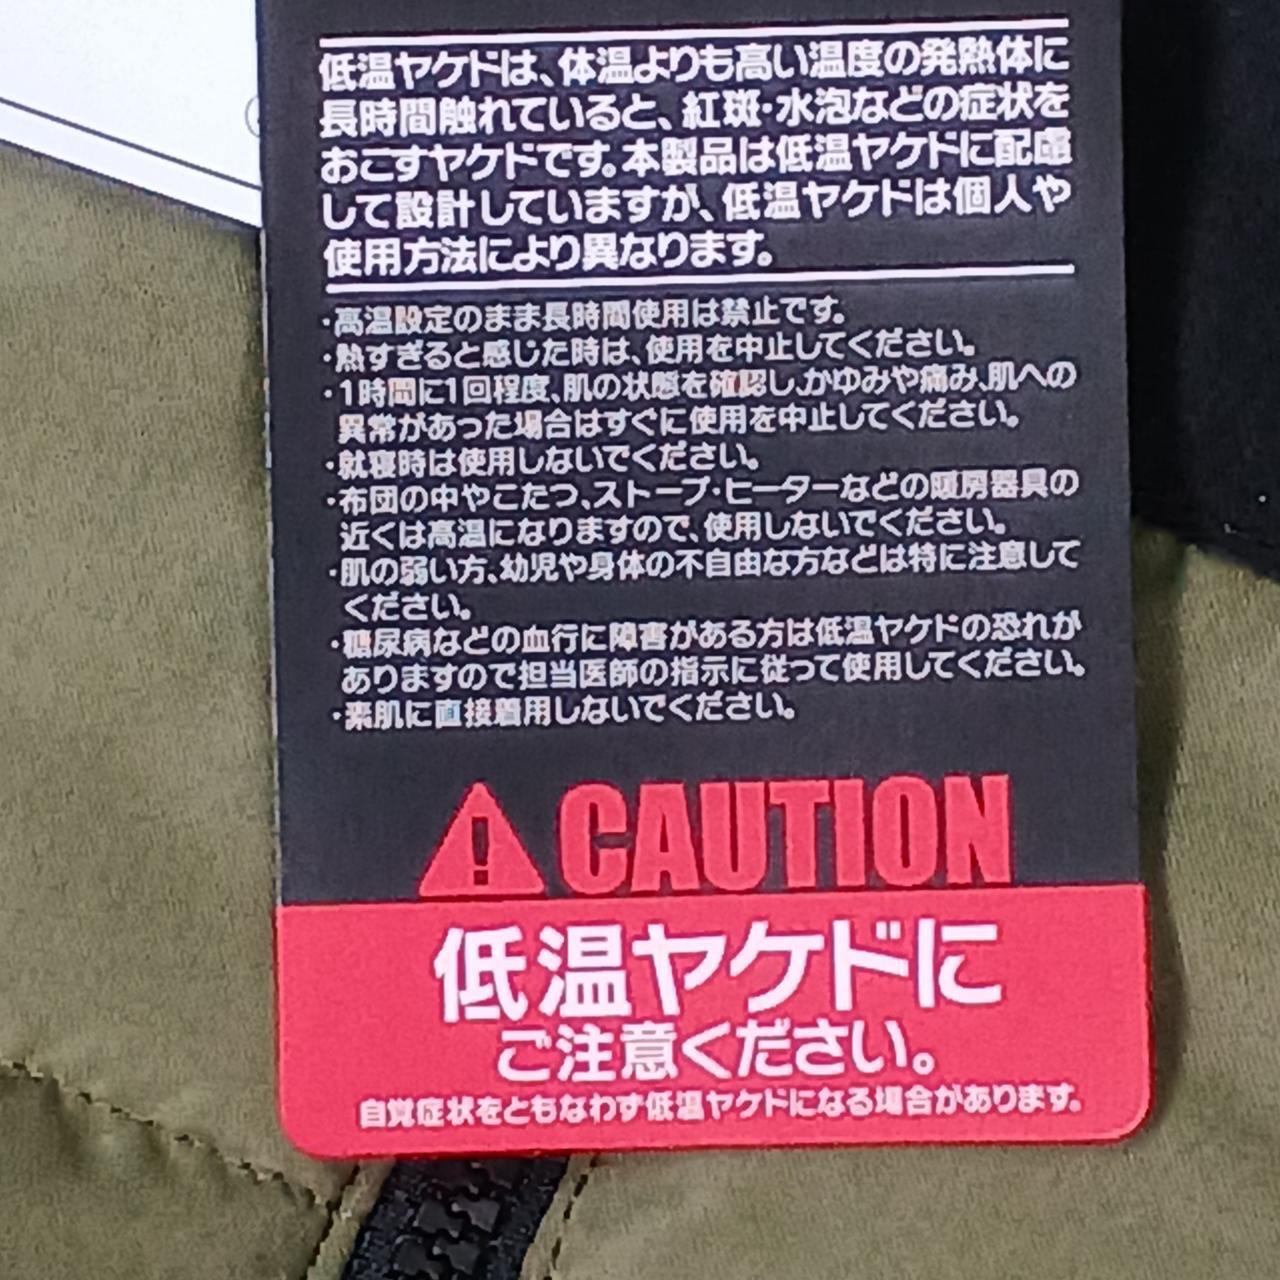 低温ヤケドは、体温よりも高い温度の発熱体に
長時間触れていると、紅斑・水泡などの症状を
おこすヤケドです。本製品は低温ヤケドに配慮
して設計していますが、低温ヤケドは個人や
使用方法により異なります。
・高温設定のまま長時間使用は禁止です。
・熱すぎると感じた時は、使用を中止してください。
・1時間に1回程度、肌の状態を確認し、かゆみや痛み、肌への
異常があった場合はすぐに使用を中止してください。
・就寝時は使用しないでください。
・布団の中やこたつ、ストーブ・ヒーターなどの暖房器具の
近くは高温になりますので、使用しないでください。
・肌の弱い方、幼児や身体の不自由な方などは特に注意して
ください。
・糖尿病などの血行に障害がある方は低温ヤケドの恐れが
ありますので担当医師の指示に従って使用してください。
・素肌に直接着用しないでください。
CAUTION
低温ヤケドに
ご注意ください。
自覚症状をともなわず低温ヤケドになる場合があります。